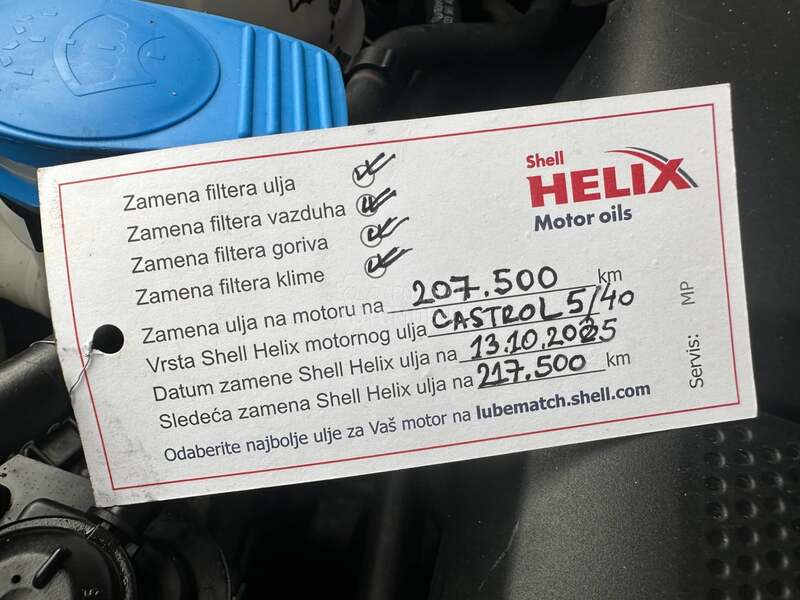 Shell
HELIX
Motor oils
Zamena filtera ulja
Zamena filtera vazduha
Zamena filtera goriva
Zamena filtera klime
Zamena ulja na motoru na 207.500 km
Vrsta Shell Helix motornog ulja CASTROL 5/40
Datum zamene Shell Helix ulja na 13.10.2025
Sledeća zamena Shell Helix ulja na 217.500 km
Odaberite najbolje ulje za Vaš motor na lubematch.shell.com
Servis: MP